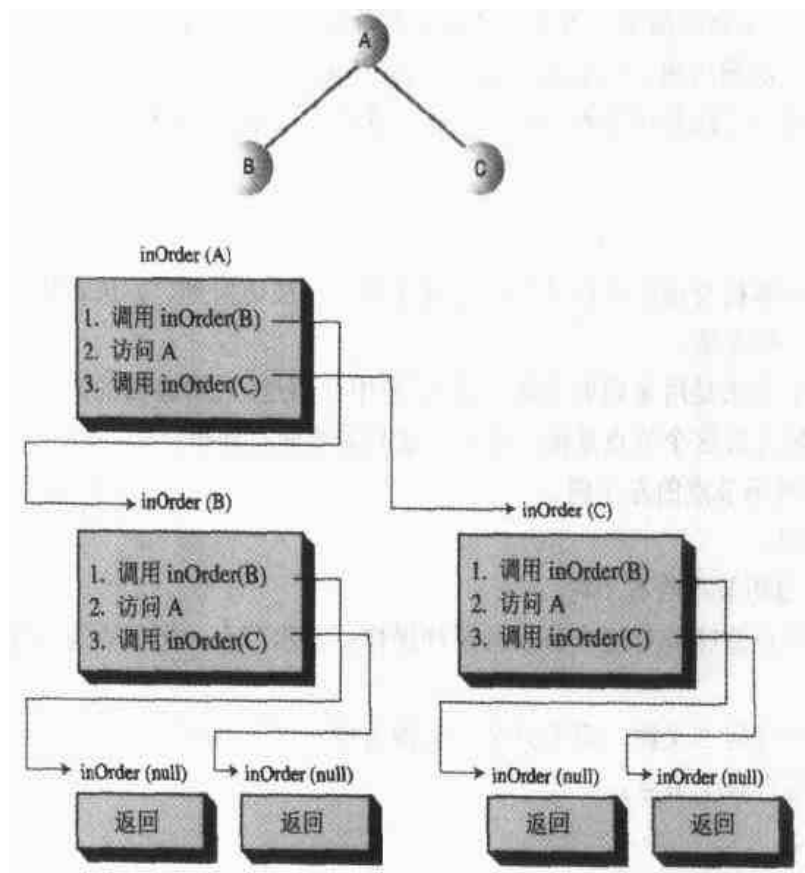 A
B
C
inOrder (A)
1. 调用 inOrder(B)
2. 访问 A
3. 调用 inOrder(C)
inOrder (B)
1. 调用 inOrder(B)
2. 访问 A
3. 调用 inOrder(C)
inOrder (C)
1. 调用 inOrder(B)
2. 访问 A
3. 调用 inOrder(C)
inOrder (null)
返回
inOrder (null)
返回
inOrder (null)
返回
inOrder (null)
返回